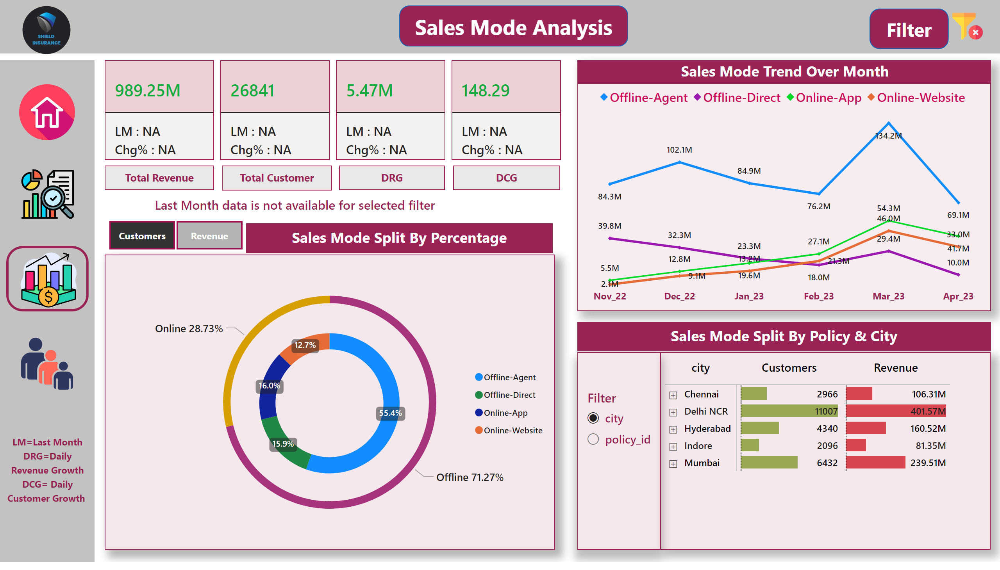 SHIELD
INSURANCE
Sales Mode Analysis
Filter
989.25M
LM : NA
Chg% : NA
Total Revenue
26841
LM : NA
Chg% : NA
Total Customer
5.47M
LM : NA
Chg% : NA
DRG
148.29
LM : NA
Chg% : NA
DCG
Last Month data is not available for selected filter
LM=Last Month
DRG=Daily
Revenue Growth
DCG= Daily
Customer Growth
Customers
Revenue
Sales Mode Split By Percentage
Online 28.73%
12.7%
16.0%
55.4%
15.9%
Offline 71.27%
Offline-Agent
Offline-Direct
Online-App
Online-Website
Sales Mode Trend Over Month
Offline-Agent Offline-Direct Online-App Online-Website
84.3M
102.1M
84.9M
76.2M
134.2M
69.1M
39.8M
32.3M
23.3M
27.1M
54.3M
46.0M
29.4M
33.0M
41.7M
10.0M
5.5M
2.1M
12.8M
9.1M
13.2M
19.6M
21.3M
18.0M
Nov_22 Dec_22 Jan_23 Feb_23 Mar_23 Apr_23
Sales Mode Split By Policy & City
Filter
city
policy_id
city Customers Revenue
Chennai 2966 106.31M
Delhi NCR 11007 401.57M
Hyderabad 4340 160.52M
Indore 2096 81.35M
Mumbai 6432 239.51M